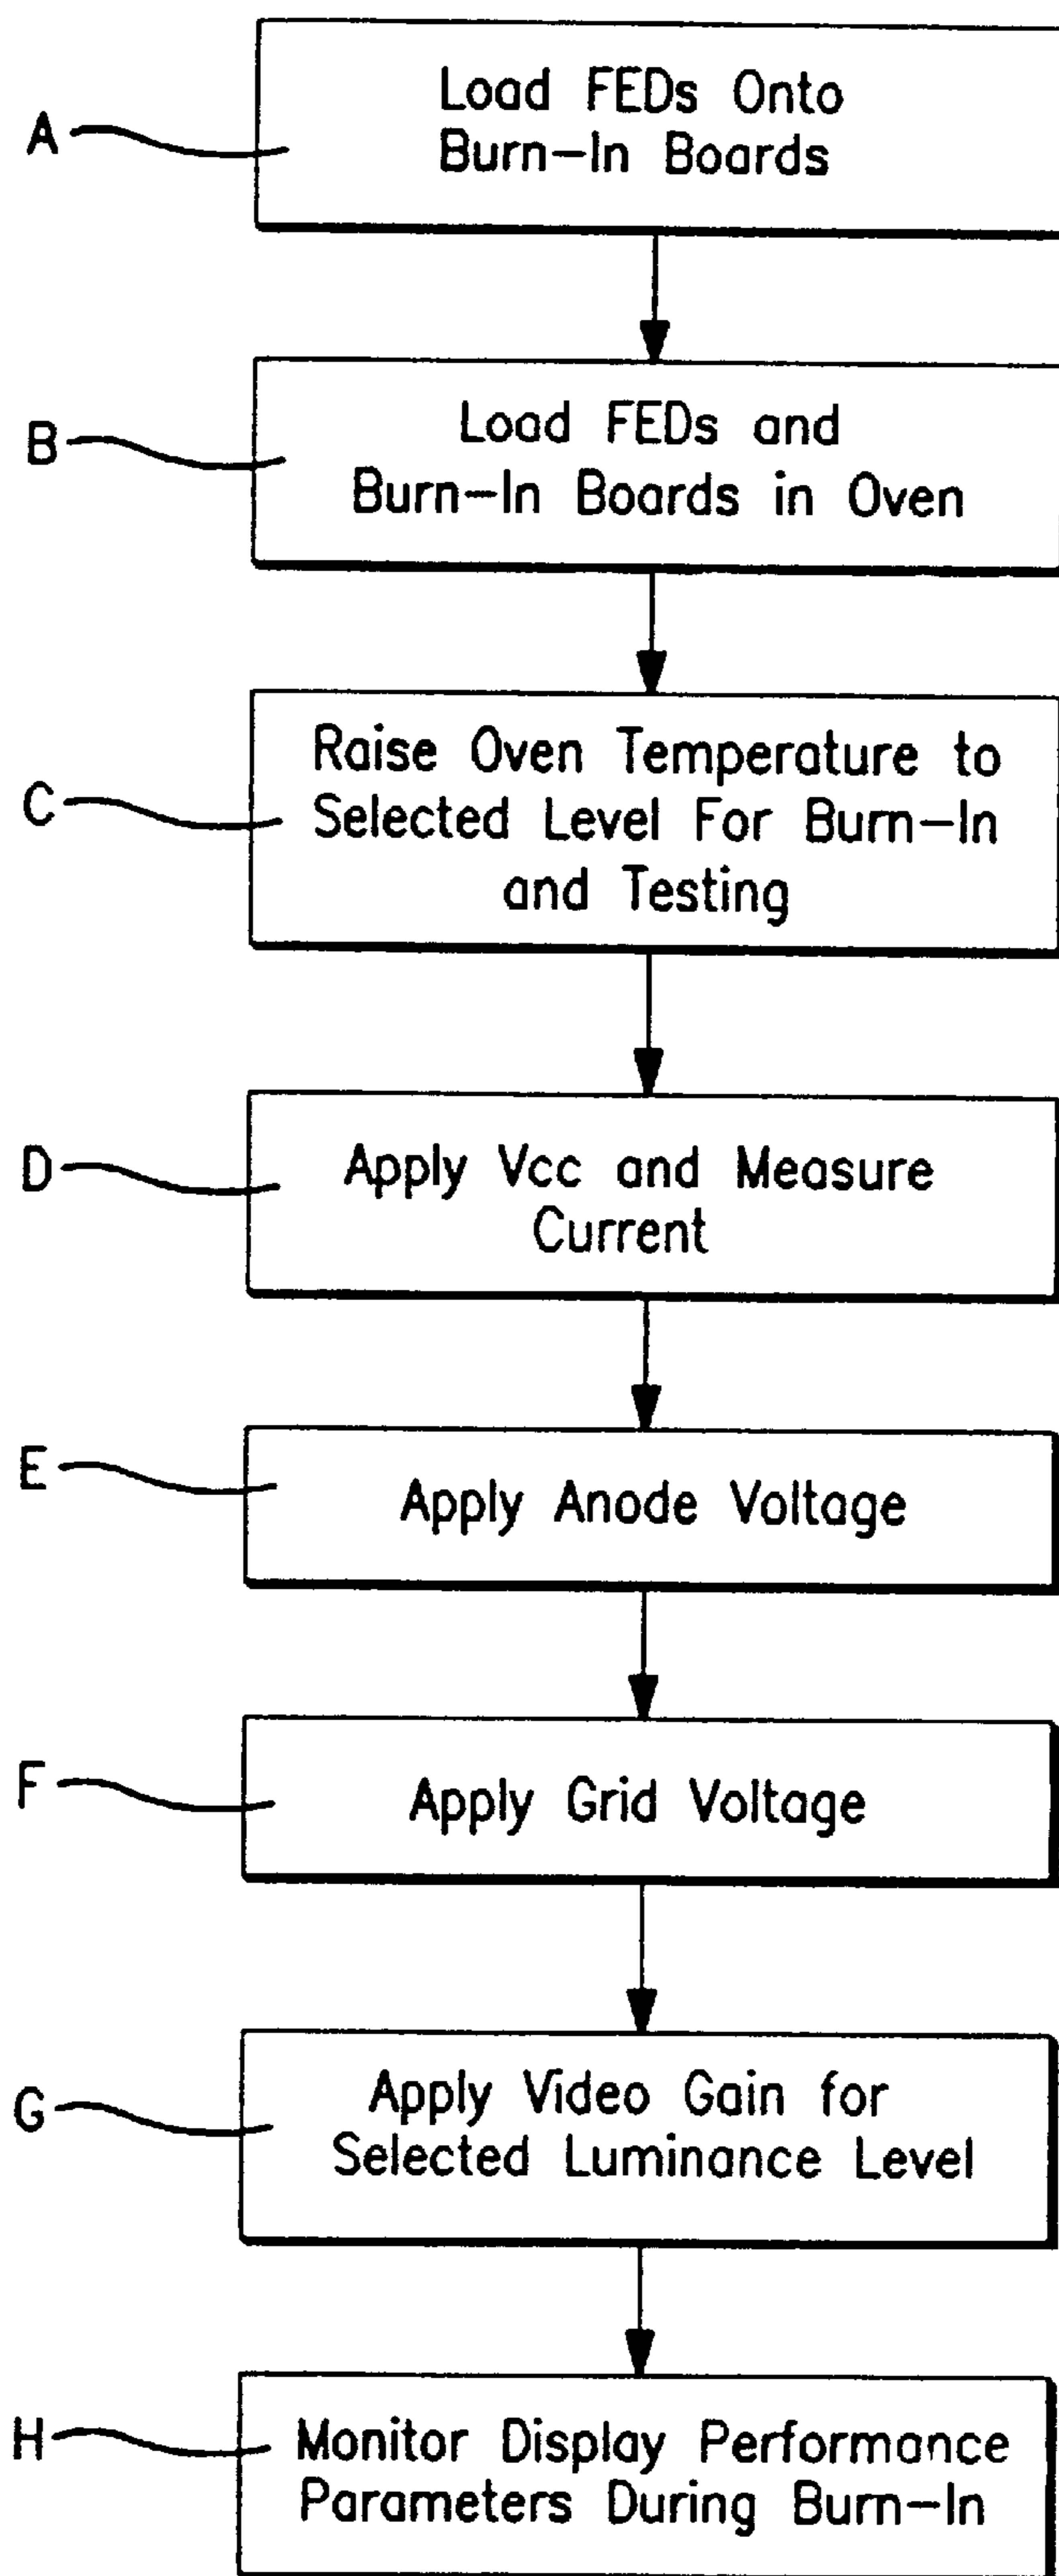 A
Load FEDs Onto
Burn-In Boards
B
Load FEDs and
Burn-In Boards in Oven
C
Raise Oven Temperature to
Selected Level For Burn-In
and Testing
D
Apply Vcc and Measure
Current
E
Apply Anode Voltage
F
Apply Grid Voltage
G
Apply Video Gain for
Selected Luminance Level
H
Monitor Display Performance
Parameters During Burn-In